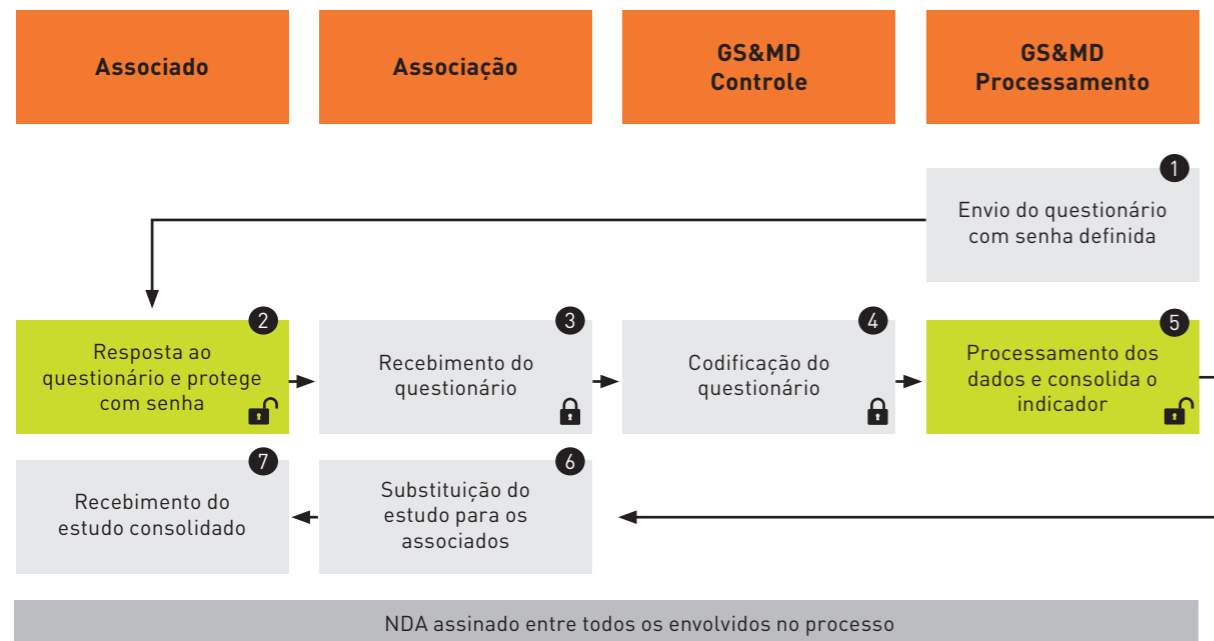 Associado
Associação
GS&MD
Controle
GS&MD
Processamento
1
Envio do questionário
com senha definida
2
Resposta ao
questionário e protege
com senha
3
Recebimento do
questionário
4
Codificação do
questionário
5
Processamento dos
dados e consolida o
indicador
7
Recebimento do
estudo consolidado
6
Substituição do
estudo para os
associados
NDA assinado entre todos os envolvidos no processo